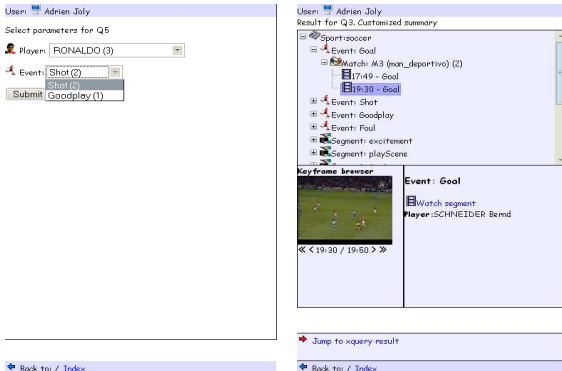 User: Adrien Joly
Select parameters for Q5
Player: RONALDO (3)
Event: Shot (2)
Shot (2)
Goodplay (1)
Submit
Back to: / Index
User: Adrien Joly
Result for Q3. Customized summary
Sport:soccer
Event: Goal
Match: M3 (man_deportivo) (2)
17:49 - Goal
19:30 - Goal
Event: Shot
Event: Goodplay
Event: Foul
Segment: excitement
Segment: playScene
Keyframe browser
≪ < 19:30 / 19:50 > ≫
Event: Goal
Watch segment
Player :SCHNEIDER Bernd
Jump to xquery result
Back to: / Index